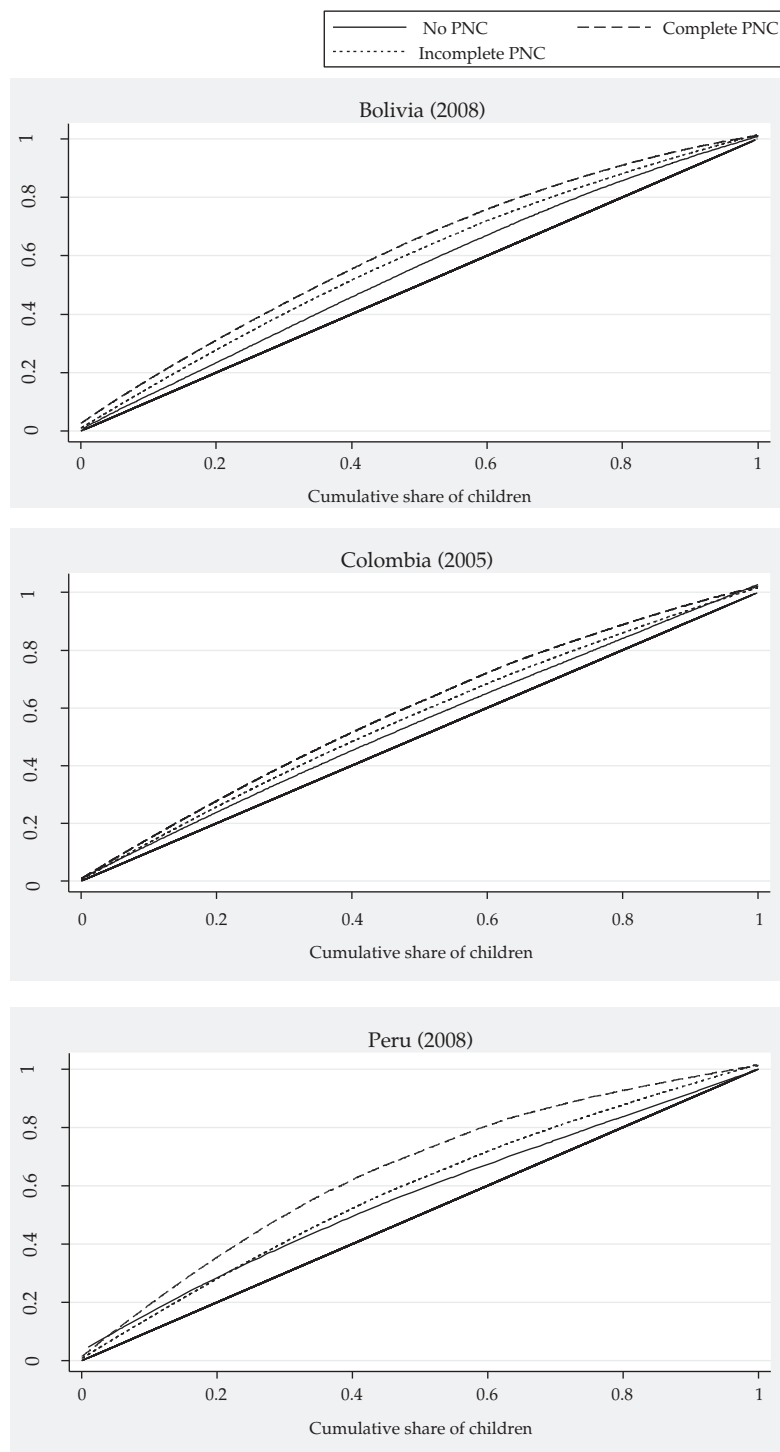 No PNC
Complete PNC
Incomplete PNC
Bolivia (2008)
1
0.8
0.6
0.4
0.2
0
0 0.2 0.4 0.6 0.8 1
Cumulative share of children
Colombia (2005)
1
0.8
0.6
0.4
0.2
0
0 0.2 0.4 0.6 0.8 1
Cumulative share of children
Peru (2008)
1
0.8
0.6
0.4
0.2
0
0 0.2 0.4 0.6 0.8 1
Cumulative share of children